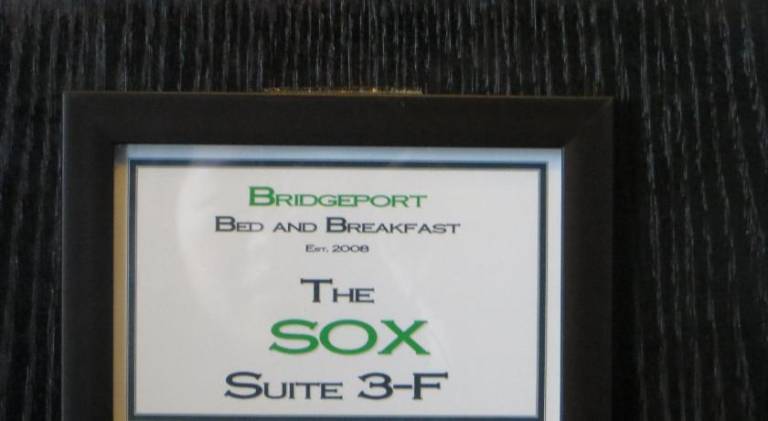 Bridgeport
Bed and Breakfast
Est. 2008
The
SOX
Suite 3-F